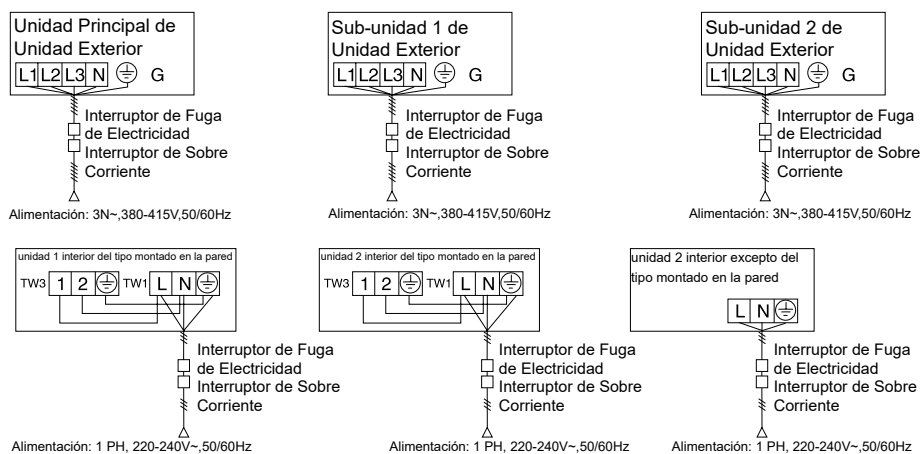 Unidad Principal de
Unidad Exterior
L1 L2 L3 N G
Interruptor de Fuga
de Electricidad
Interruptor de Sobre
Corriente
Alimentación: 3N~,380-415V,50/60Hz
Sub-unidad 1 de
Unidad Exterior
L1 L2 L3 N G
Interruptor de Fuga
de Electricidad
Interruptor de Sobre
Corriente
Alimentación: 3N~,380-415V,50/60Hz
Sub-unidad 2 de
Unidad Exterior
L1 L2 L3 N G
Interruptor de Fuga
de Electricidad
Interruptor de Sobre
Corriente
Alimentación: 3N~,380-415V,50/60Hz
unidad 1 interior del tipo montado en la pared
TW3 1 2 TW1 L N
Interruptor de Fuga
de Electricidad
Interruptor de Sobre
Corriente
Alimentación: 1 PH, 220-240V~,50/60Hz
unidad 2 interior del tipo montado en la pared
TW3 1 2 TW1 L N
Interruptor de Fuga
de Electricidad
Interruptor de Sobre
Corriente
Alimentación: 1 PH, 220-240V~,50/60Hz
unidad 2 interior excepto del
tipo montado en la pared
L N
Interruptor de Fuga
de Electricidad
Interruptor de Sobre
Corriente
Alimentación: 1 PH, 220-240V~,50/60Hz